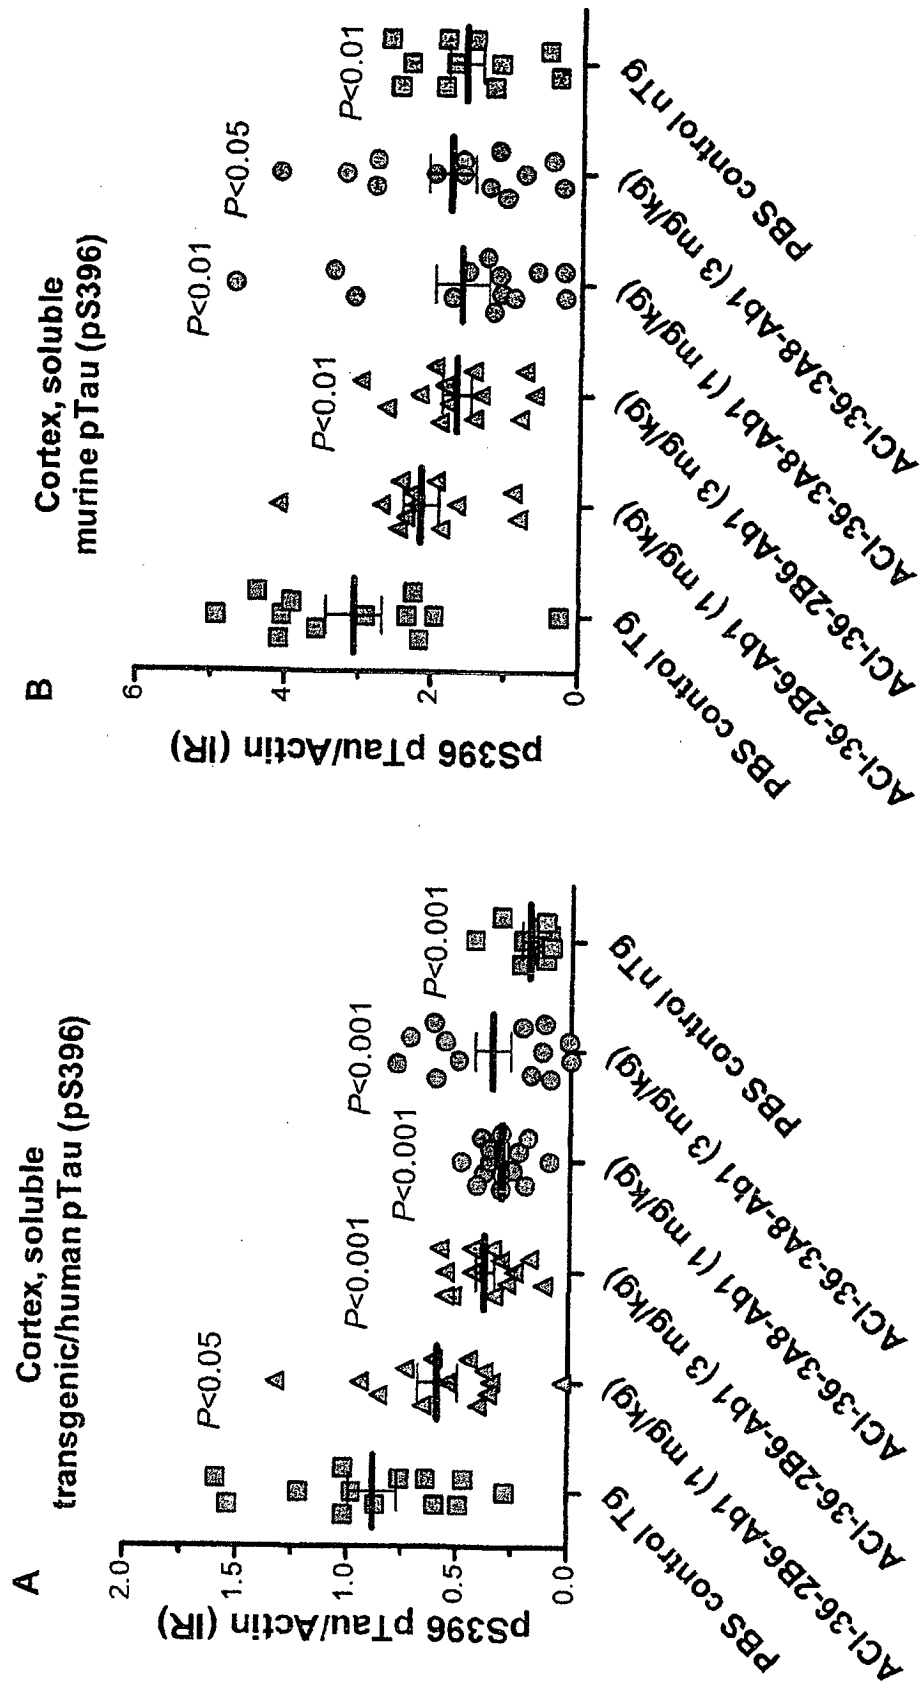 A
Cortex, soluble
transgenic/human pTau (pS396)
pS396 pTau/Actin (IR)
2.0
1.5
1.0
0.5
0.0
P<0.05
P<0.001
P<0.001
P<0.001
P<0.001
PBS control Tg
ACI-36-2B6-Ab1 (1 mg/kg)
ACI-36-2B6-Ab1 (3 mg/kg)
ACI-36-3A8-Ab1 (1 mg/kg)
ACI-36-3A8-Ab1 (3 mg/kg)
PBS control nTg
B
Cortex, soluble
murine pTau (pS396)
pS396 pTau/Actin (IR)
6
4
2
0
P<0.01
P<0.01
P<0.05
P<0.01
PBS control Tg
ACI-36-2B6-Ab1 (1 mg/kg)
ACI-36-2B6-Ab1 (3 mg/kg)
ACI-36-3A8-Ab1 (1 mg/kg)
ACI-36-3A8-Ab1 (3 mg/kg)
PBS control nTg